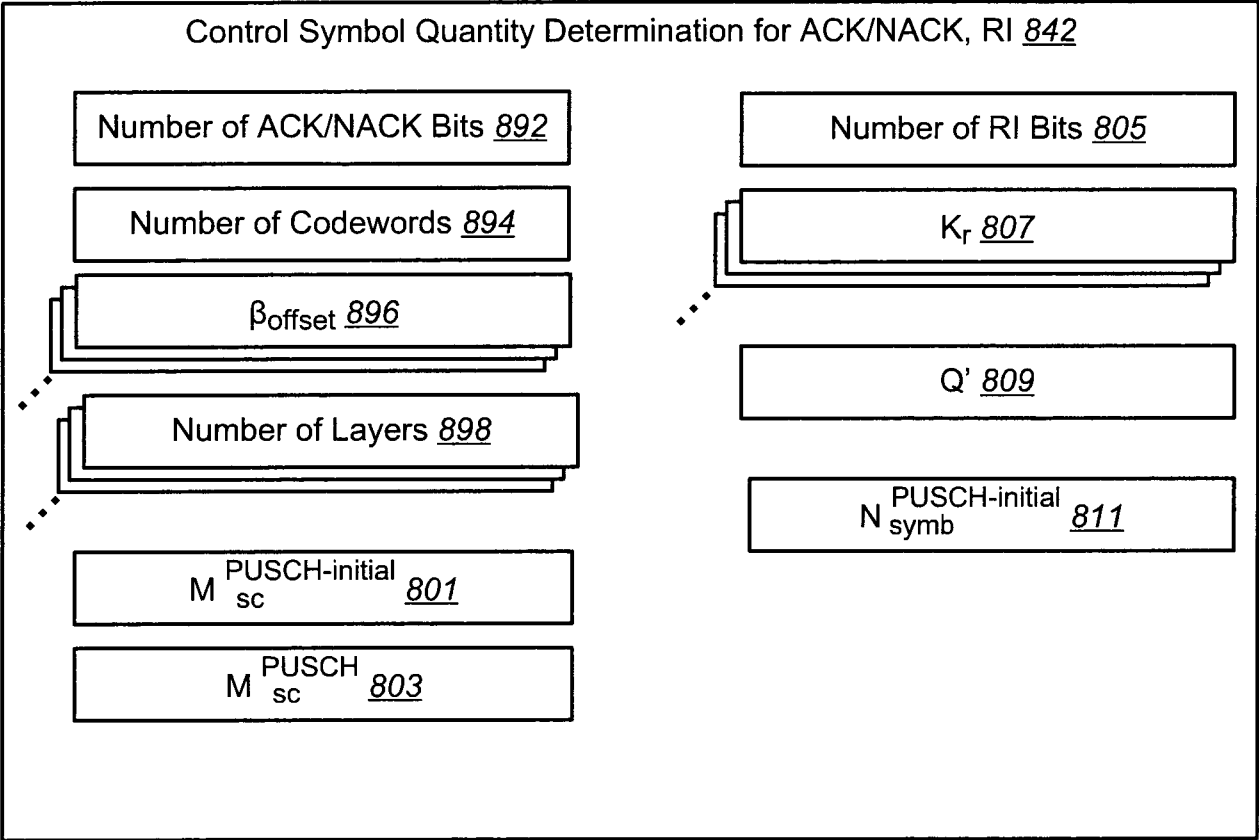 Control Symbol Quantity Determination for ACK/NACK, RI 842
Number of ACK/NACK Bits 892
Number of Codewords 894
βoffset 896
Number of Layers 898
M sc PUSCH-initial 801
M sc PUSCH 803
Number of RI Bits 805
Kr 807
Q' 809
N symb PUSCH-initial 811